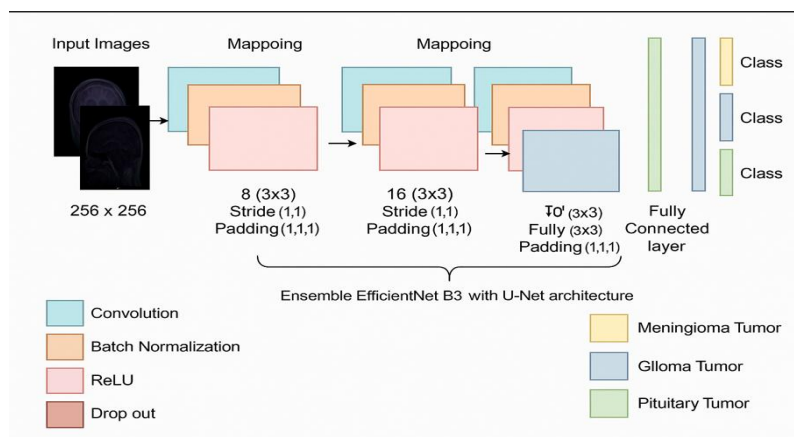 Input Images
Mappoing
Mappoing
Class
Class
Class
256 x 256
8 (3x3)
Stride (1,1)
Padding (1,1,1)
16 (3x3)
Stride (1,1)
Padding (1,1,1)
(3x3)
Fully (3x3)
Padding (1,1,1)
Fully
Connected
layer
Ensemble EfficientNet B3 with U-Net architecture
Convolution
Batch Normalization
ReLU
Drop out
Meningioma Tumor
Glloma Tumor
Pituitary Tumor